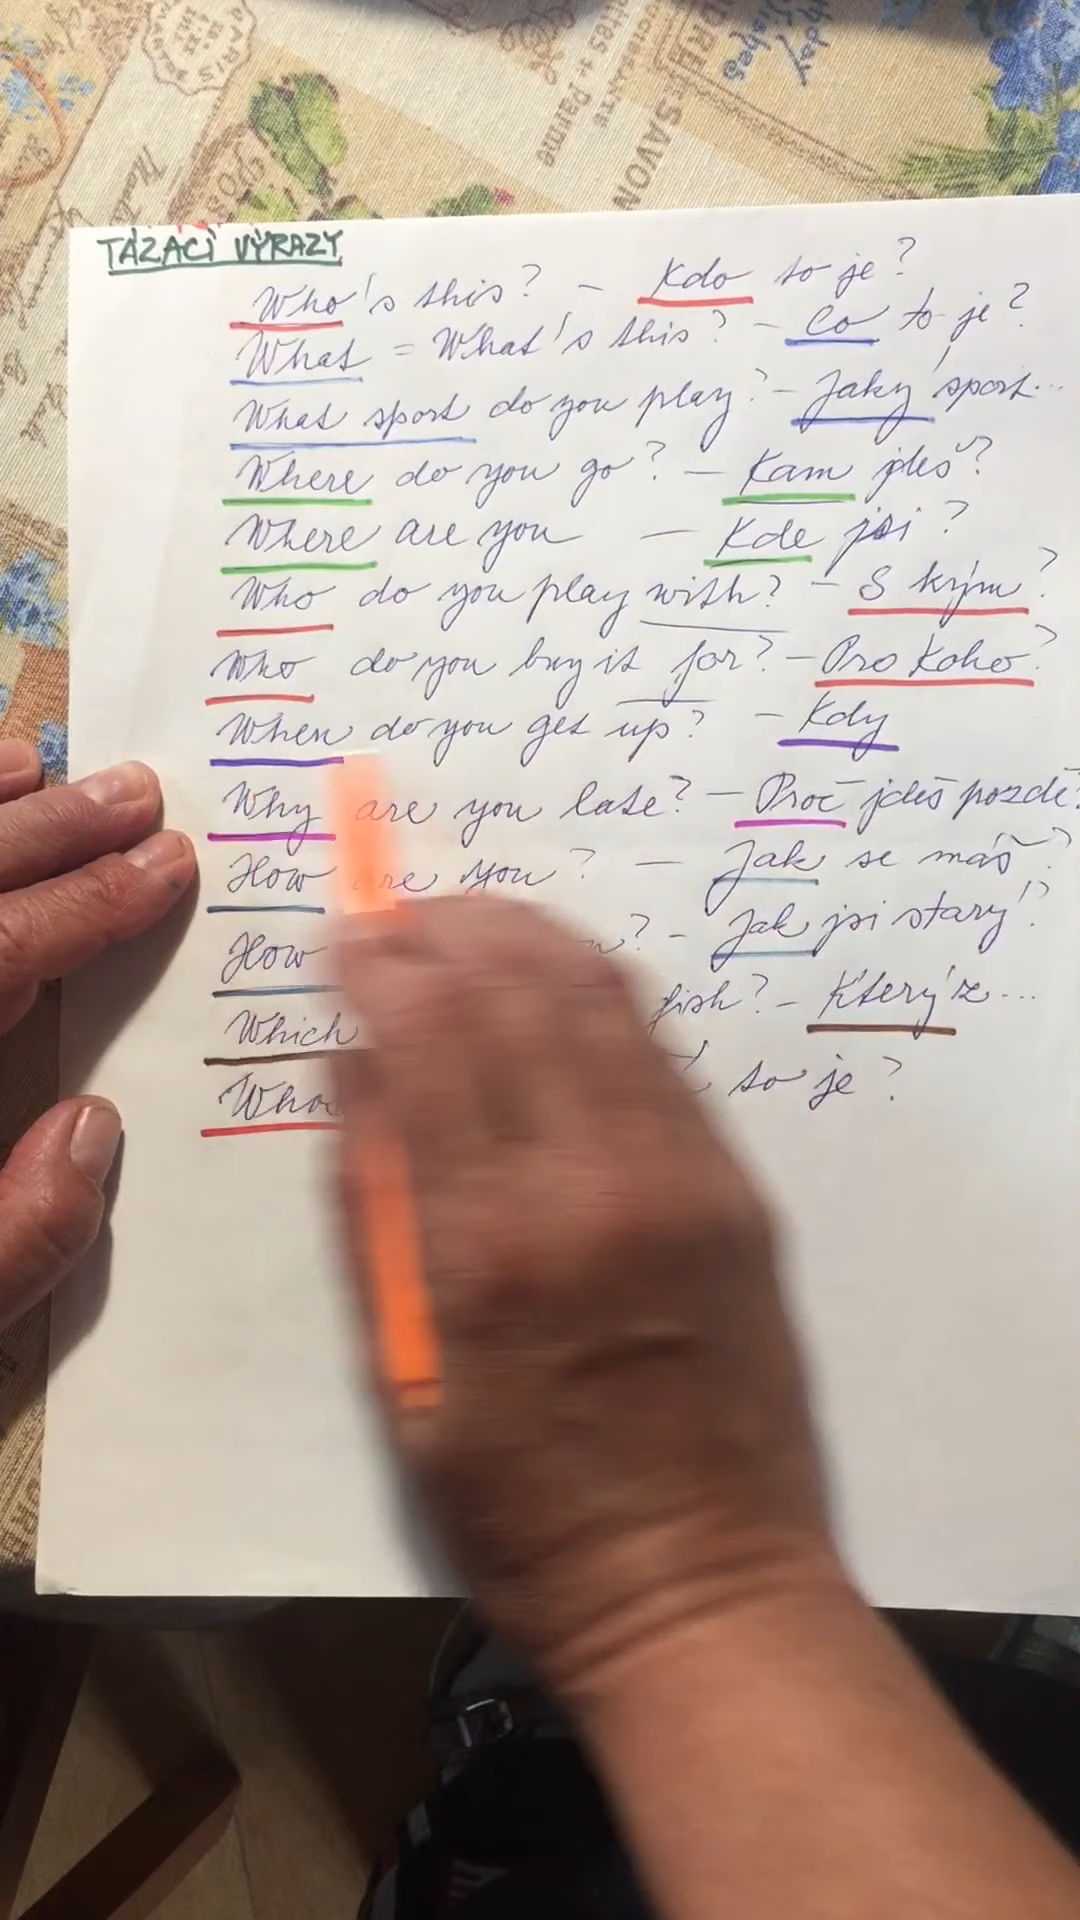 TÁZACÍ VÝRAZY
Who's this? - Kdo to je?
What = What's this? - Co to je?
What sport do you play? - Jaký sport...
Where do you go? - Kam jdeš?
Where are you - Kde jsi?
Who do you play with? - S kým?
Who do you buy it for? - Pro koho?
When do you get up? - Kdy
Why are you late? - Proč jdeš pozdě?
How are you? - Jak se máš?
How ? - Jak jsi starý?
Which fish? - Který z...
to je?
SAVON
Parme
PARIS